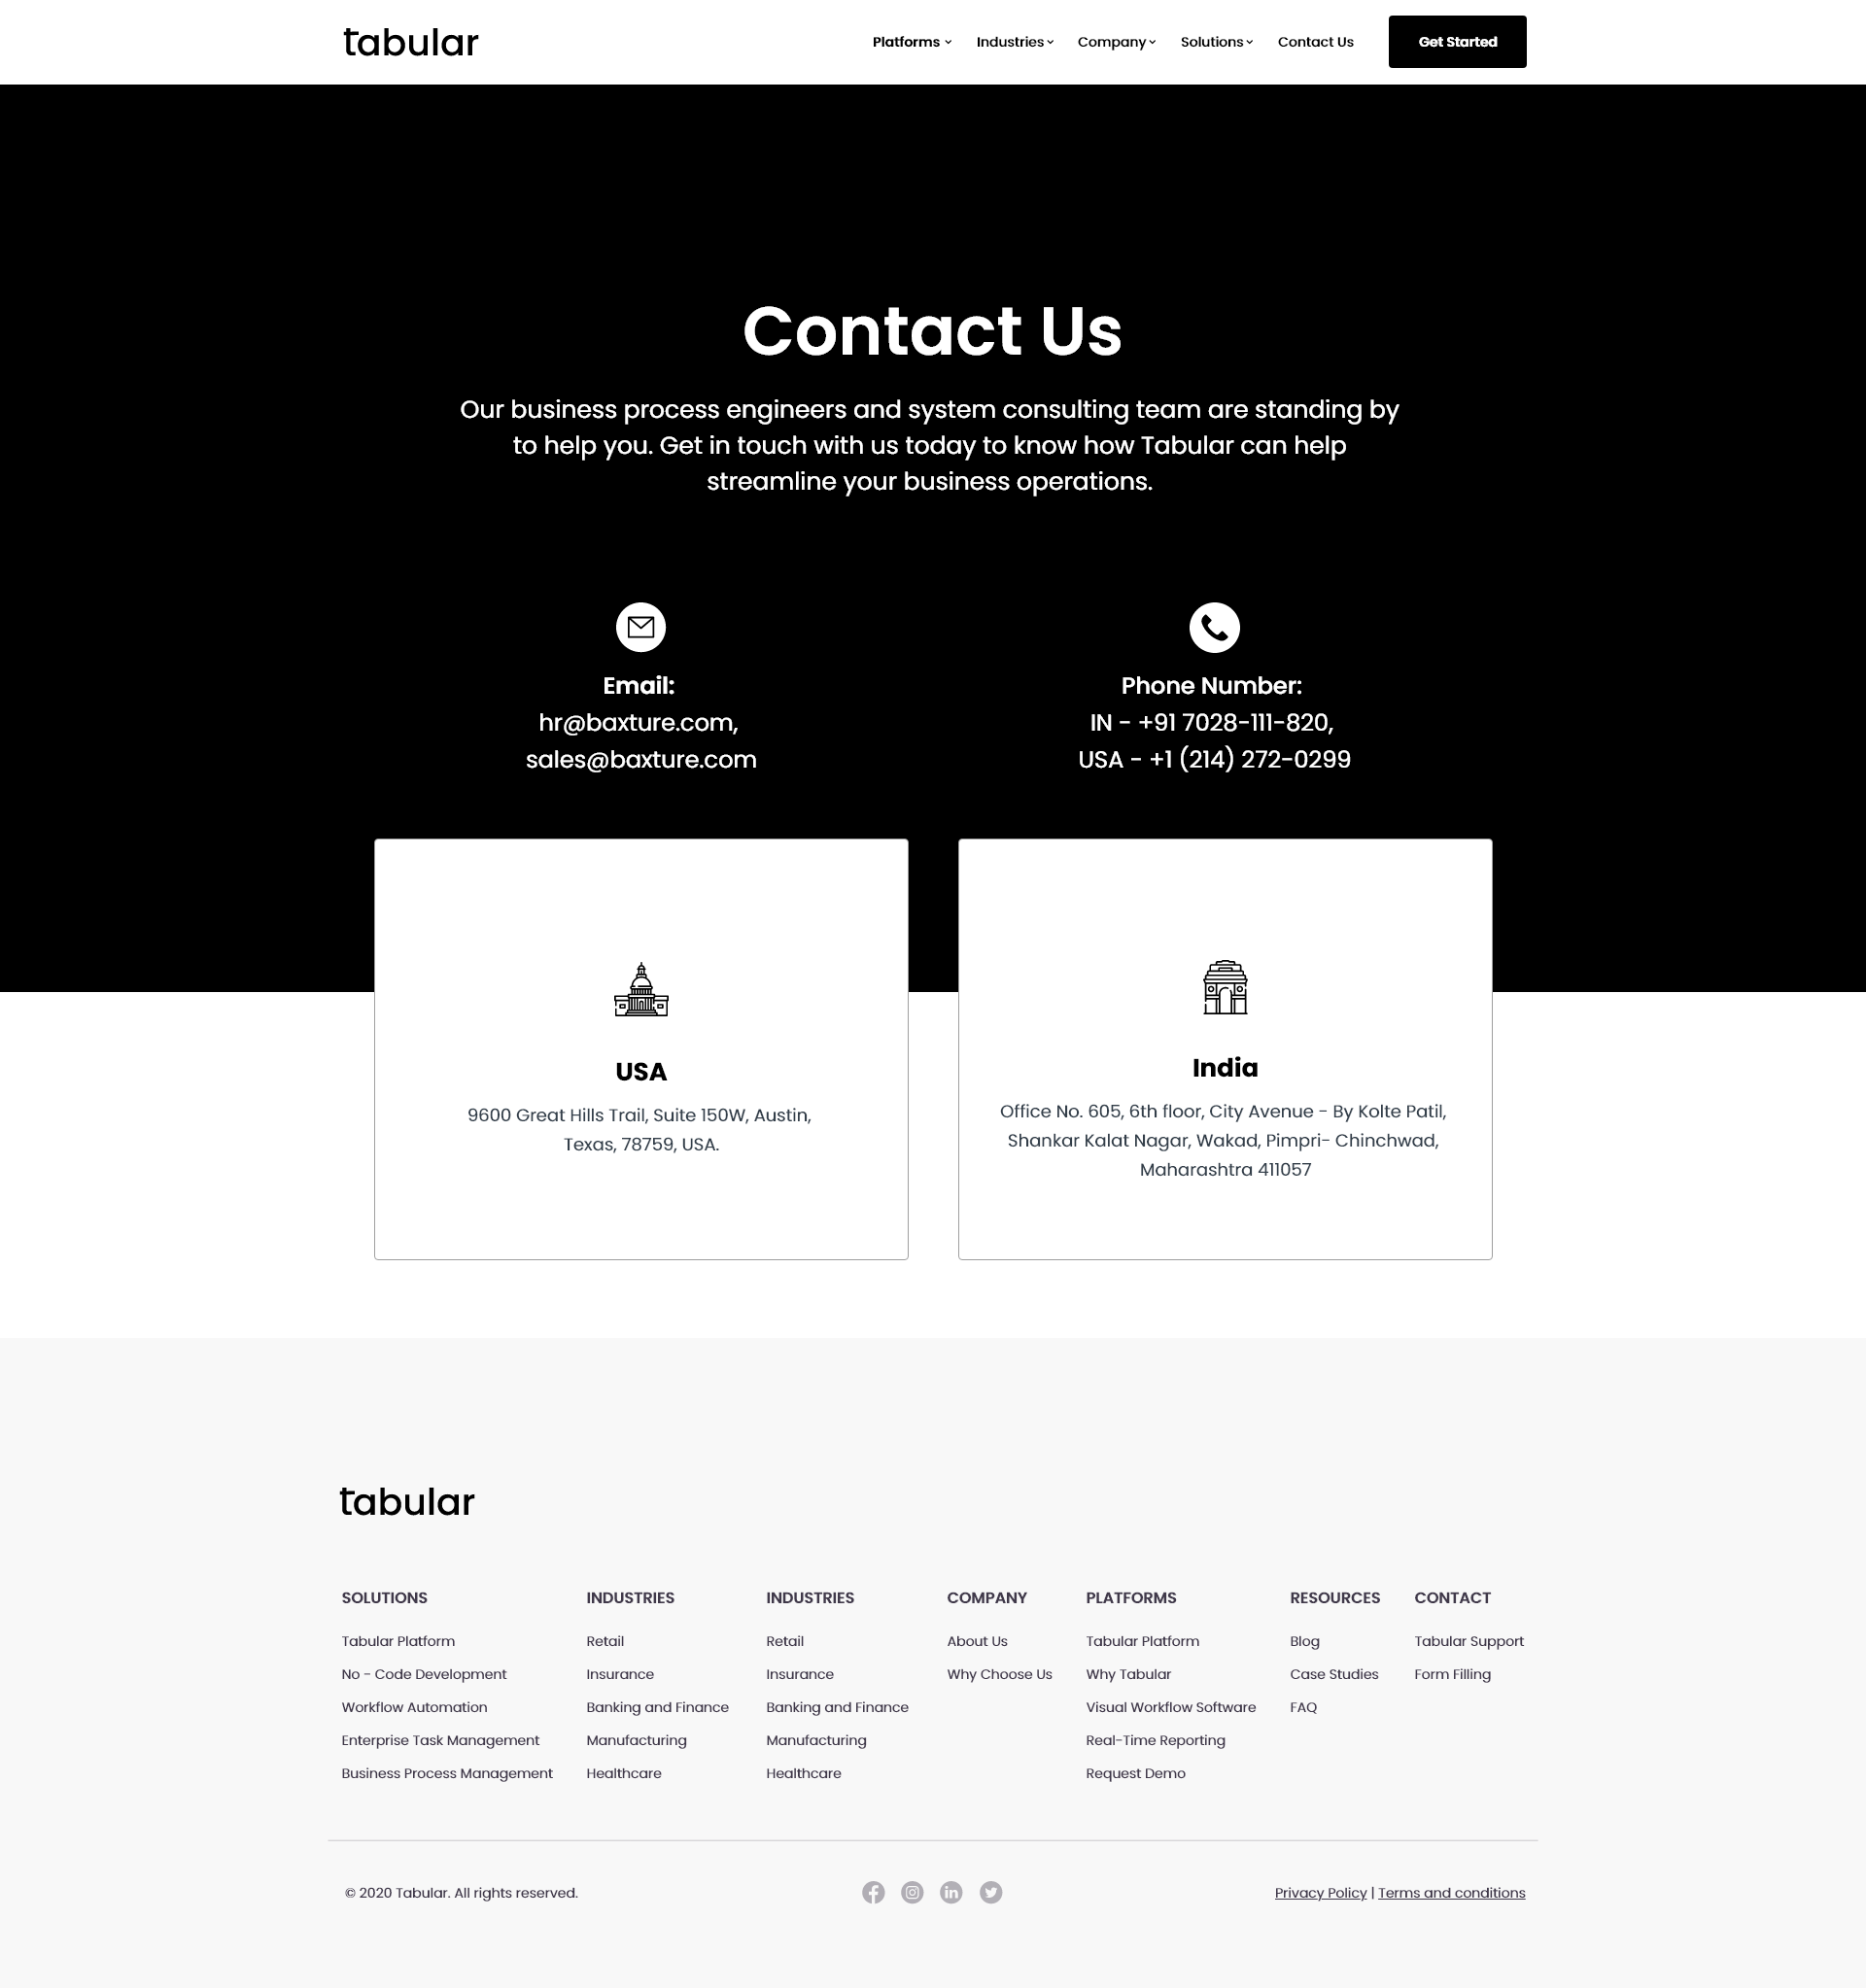 tabular
Platforms Industries Company Solutions Contact Us Get Started
Contact Us
Our business process engineers and system consulting team are standing by
to help you. Get in touch with us today to know how Tabular can help
streamline your business operations.
Email:
hr@baxture.com,
sales@baxture.com
Phone Number:
IN - +91 7028-111-820,
USA - +1 (214) 272-0299
USA
9600 Great Hills Trail, Suite 150W, Austin,
Texas, 78759, USA.
India
Office No. 605, 6th floor, City Avenue - By Kolte Patil,
Shankar Kalat Nagar, Wakad, Pimpri- Chinchwad,
Maharashtra 411057
tabular
SOLUTIONS
Tabular Platform
No - Code Development
Workflow Automation
Enterprise Task Management
Business Process Management
INDUSTRIES
Retail
Insurance
Banking and Finance
Manufacturing
Healthcare
INDUSTRIES
Retail
Insurance
Banking and Finance
Manufacturing
Healthcare
COMPANY
About Us
Why Choose Us
PLATFORMS
Tabular Platform
Why Tabular
Visual Workflow Software
Real-Time Reporting
Request Demo
RESOURCES
Blog
Case Studies
FAQ
CONTACT
Tabular Support
Form Filling
© 2020 Tabular. All rights reserved.
Privacy Policy | Terms and conditions